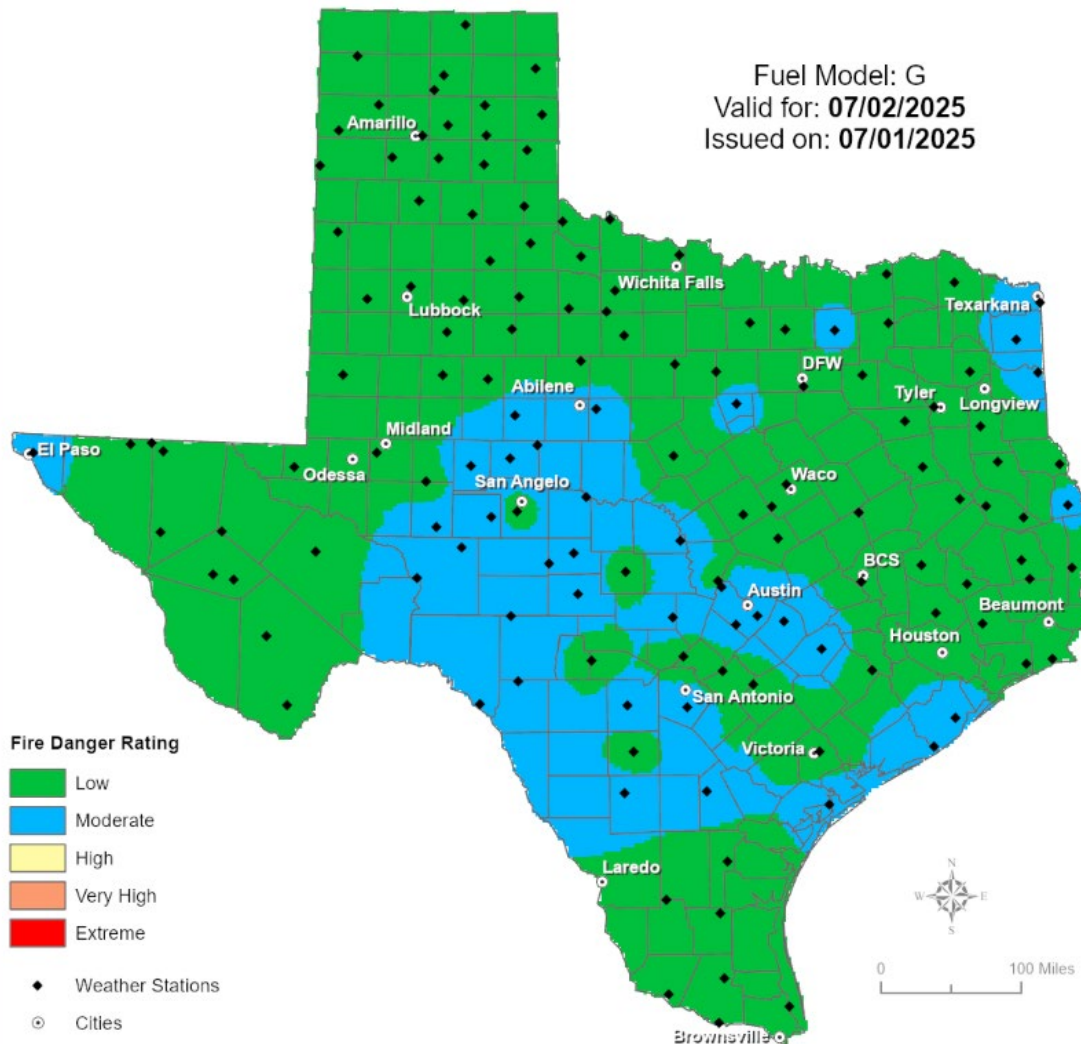 Fuel Model: G
Valid for: 07/02/2025
Issued on: 07/01/2025
Amarillo
Wichita Falls
Lubbock
Texarkana
DFW
Abilene
Tyler
Longview
Midland
El Paso
Odessa
San Angelo
Waco
BCS
Austin
Beaumont
Houston
San Antonio
Victoria
Fire Danger Rating
Low
Moderate
High
Very High
Extreme
Laredo
N
W E
S
0 100 Miles
Weather Stations
Cities
Brownsville